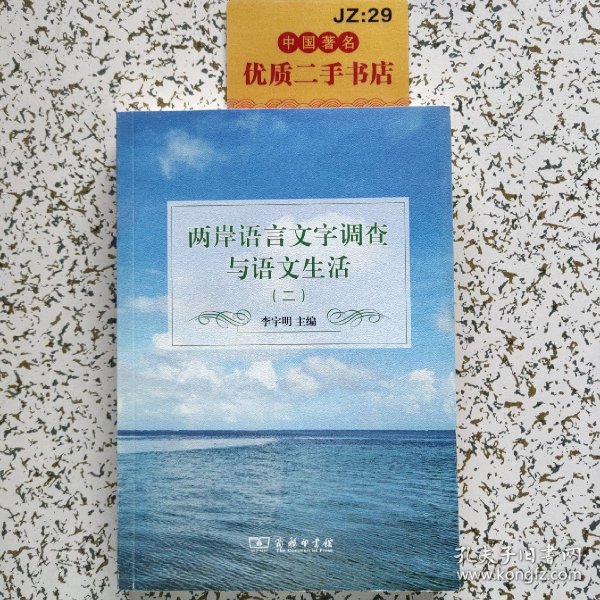 JZ:29
中国著名
优质二手书店
两岸语言文字调查
与语文生活
(二)
李宇明 主编
商务印书馆
The Commercial Press
孔夫子旧书网
www.kongfz.com